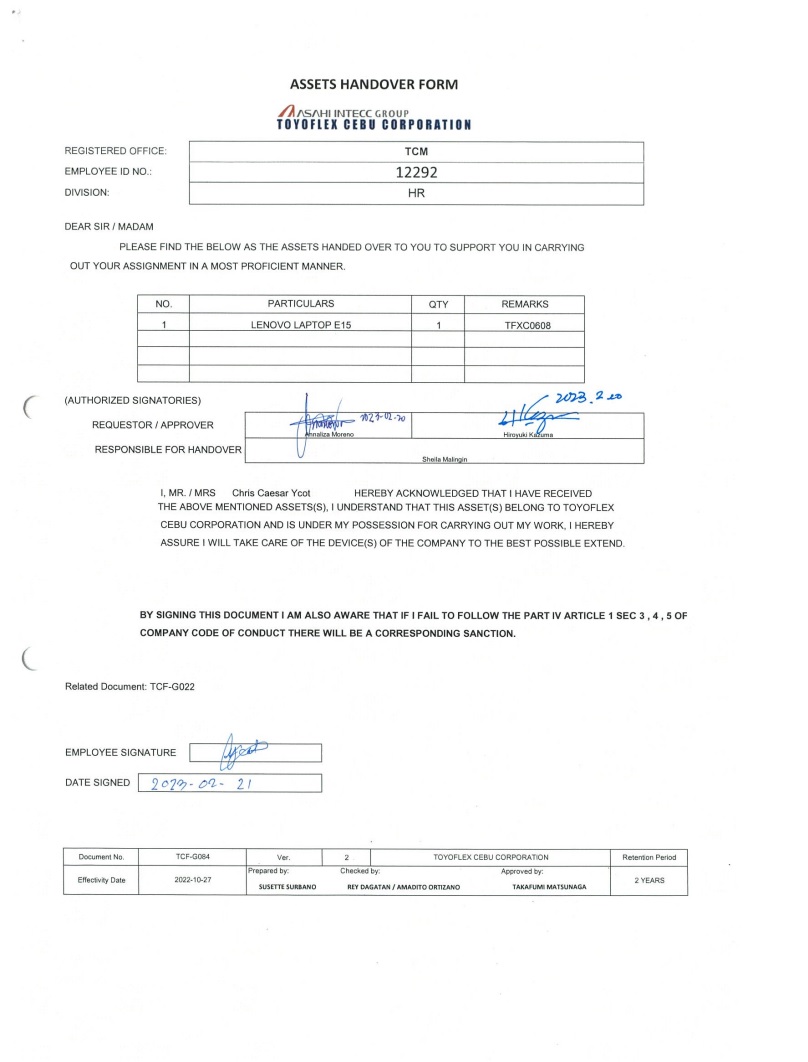 ASSETS HANDOVER FORM
ASAHI INTECC GROUP
TOYOFLEX CEBU CORPORATION
REGISTERED OFFICE: TCM
EMPLOYEE ID NO.: 12292
DIVISION: HR
DEAR SIR / MADAM
PLEASE FIND THE BELOW AS THE ASSETS HANDED OVER TO YOU TO SUPPORT YOU IN CARRYING
OUT YOUR ASSIGNMENT IN A MOST PROFICIENT MANNER.
NO. PARTICULARS QTY REMARKS
1 LENOVO LAPTOP E15 1 TFXC0608
(AUTHORIZED SIGNATORIES) 2023.2.20
REQUESTOR / APPROVER 2023-02-20
Annaliza Moreno Hiroyuki Kazuma
RESPONSIBLE FOR HANDOVER
Sheila Malingin
I, MR. / MRS Chris Caesar Ycot HEREBY ACKNOWLEDGED THAT I HAVE RECEIVED
THE ABOVE MENTIONED ASSETS(S), I UNDERSTAND THAT THIS ASSET(S) BELONG TO TOYOFLEX
CEBU CORPORATION AND IS UNDER MY POSSESSION FOR CARRYING OUT MY WORK, I HEREBY
ASSURE I WILL TAKE CARE OF THE DEVICE(S) OF THE COMPANY TO THE BEST POSSIBLE EXTEND.
BY SIGNING THIS DOCUMENT I AM ALSO AWARE THAT IF I FAIL TO FOLLOW THE PART IV ARTICLE 1 SEC 3 , 4 , 5 OF
COMPANY CODE OF CONDUCT THERE WILL BE A CORRESPONDING SANCTION.
Related Document: TCF-G022
EMPLOYEE SIGNATURE
DATE SIGNED 2023-02-21
Document No. TCF-G084 Ver. 2 TOYOFLEX CEBU CORPORATION Retention Period
Effectivity Date 2022-10-27 Prepared by: Checked by: Approved by: 2 YEARS
SUSETTE SURBANO REY DAGATAN / AMADITO ORTIZANO TAKAFUMI MATSUNAGA